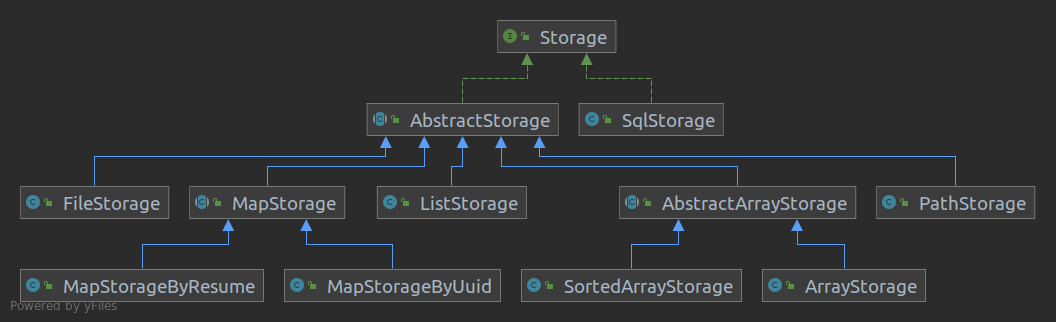 Storage
AbstractStorage
SqlStorage
FileStorage
MapStorage
ListStorage
AbstractArrayStorage
PathStorage
MapStorageByResume
MapStorageByUuid
SortedArrayStorage
ArrayStorage
Powered by yFiles